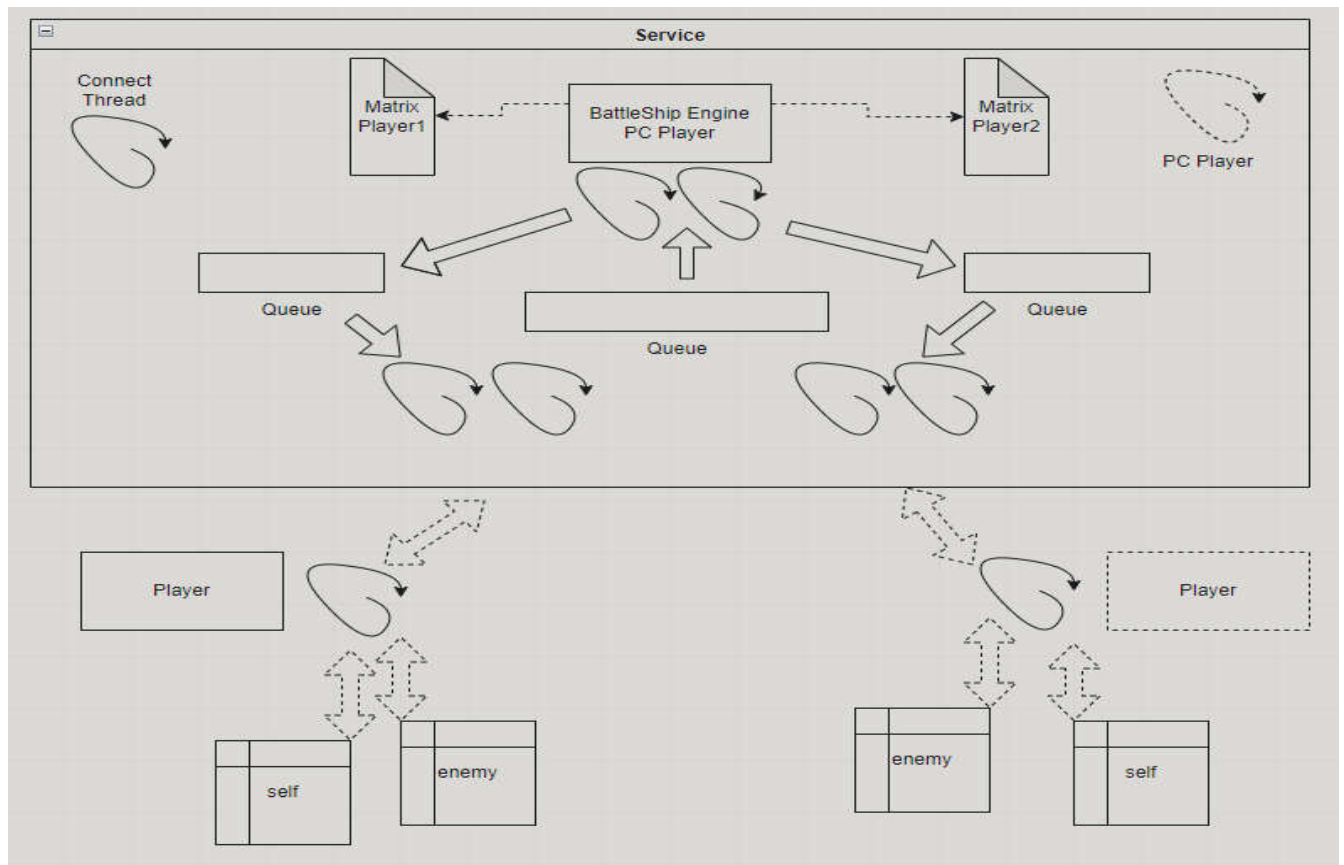 Service
Connect
Thread
Matrix
Player1
BattleShip Engine
PC Player
Matrix
Player2
PC Player
Queue
Queue
Queue
Player
Player
self
enemy
enemy
self